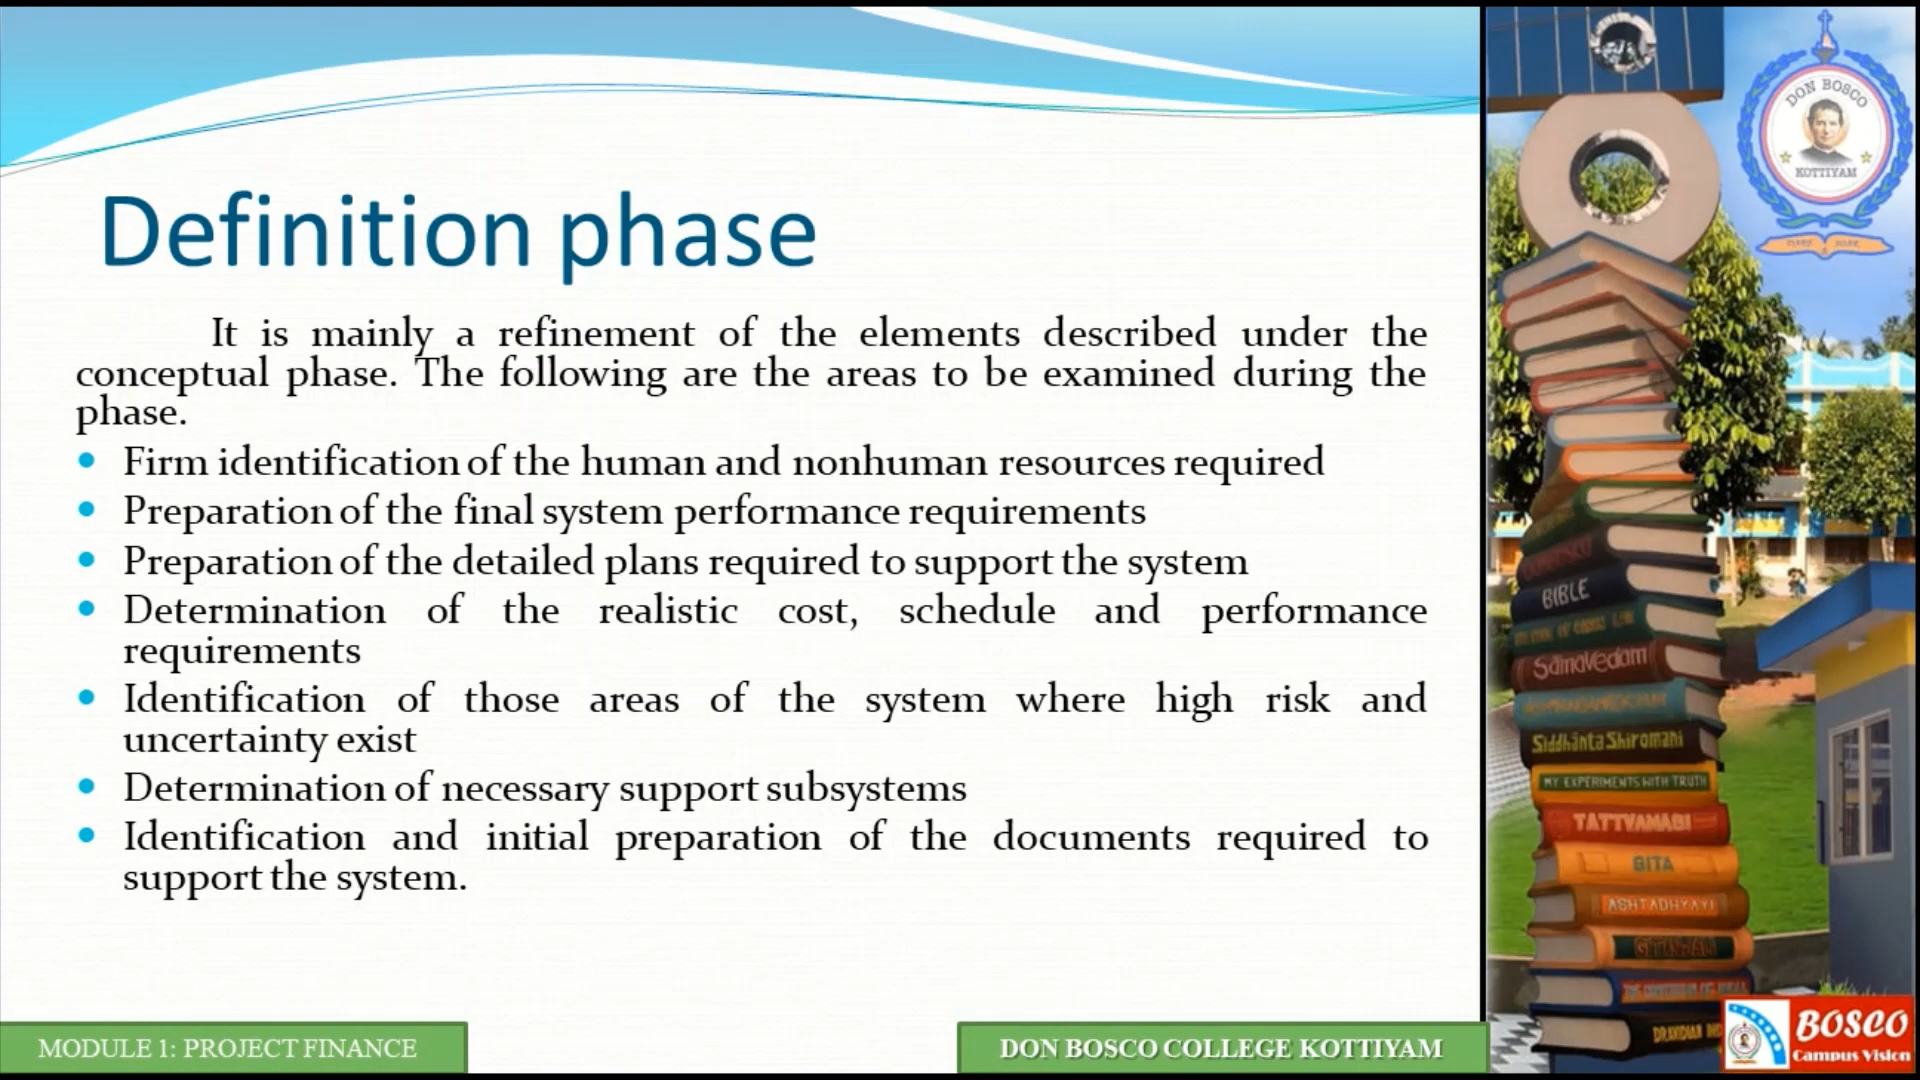 Definition phase
It is mainly a refinement of the elements described under the
conceptual phase. The following are the areas to be examined during the
phase.
• Firm identification of the human and nonhuman resources required
• Preparation of the final system performance requirements
• Preparation of the detailed plans required to support the system
• Determination of the realistic cost, schedule and performance
requirements
• Identification of those areas of the system where high risk and
uncertainty exist
• Determination of necessary support subsystems
• Identification and initial preparation of the documents required to
support the system.
MODULE 1: PROJECT FINANCE
DON BOSCO COLLEGE KOTTIYAM
DON BOSCO
KOTTIYAM
BIBLE
SamaVedam
Siddhānta Shiromani
MY EXPERIMENTS WITH TRUTH
GITA
ASHTADHYAYI
GITANJALI
BOSCO
Campus Vision